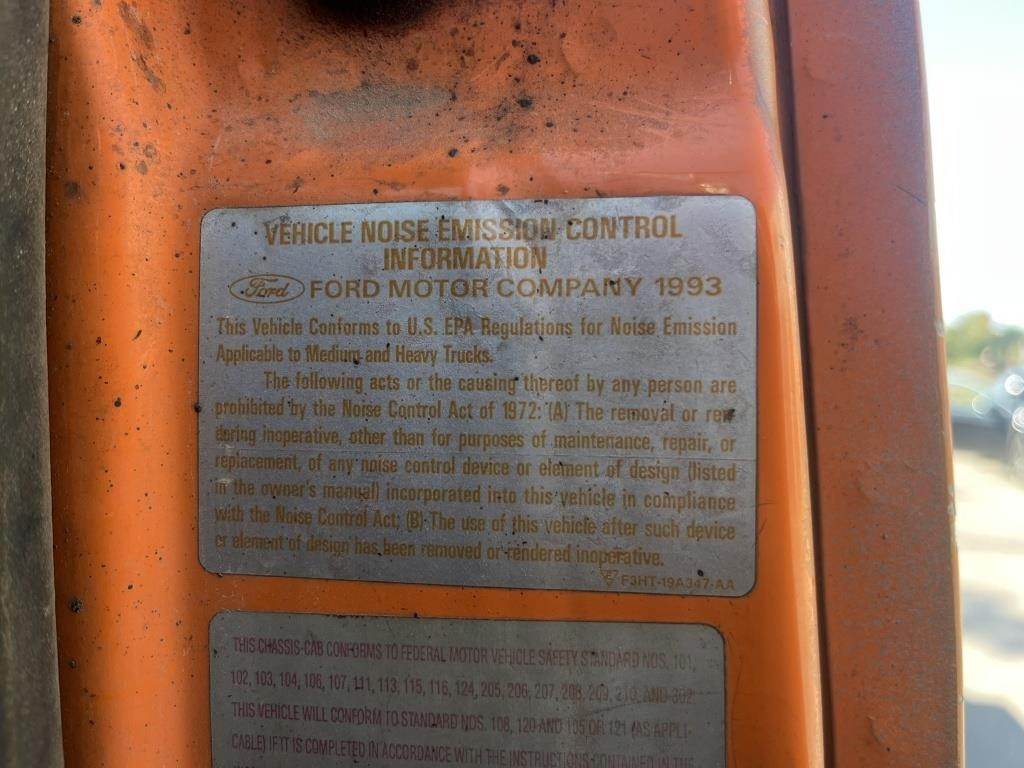 VEHICLE NOISE EMISSION CONTROL
INFORMATION
Ford FORD MOTOR COMPANY 1993
This Vehicle Conforms to U.S. EPA Regulations for Noise Emission
Applicable to Medium and Heavy Trucks.
The following acts or the causing thereof by any person are
prohibited by the Noise Control Act of 1972: (A) The removal or ren
dering inoperative, other than for purposes of maintenance, repair, or
replacement, of any noise control device or element of design (listed
in the owner's manual) incorporated into this vehicle in compliance
with the Noise Control Act; (B) The use of this vehicle after such device
or element of design has been removed or rendered inoperative.
F3HT-19A347-AA
THIS CHASSIS-CAB CONFORMS TO FEDERAL MOTOR VEHICLE SAFETY STANDARD NOS. 101,
102, 103, 104, 106, 107, 111, 113, 115, 116, 124, 205, 206, 207, 208, 209, 210, AND 302.
THIS VEHICLE WILL CONFORM TO STANDARD NOS. 108, 120 AND 105 OR 121 (AS APPLI-
CABLE) IF IT IS COMPLETED IN ACCORDANCE WITH THE INSTRUCTIONS CONTAINED IN THE